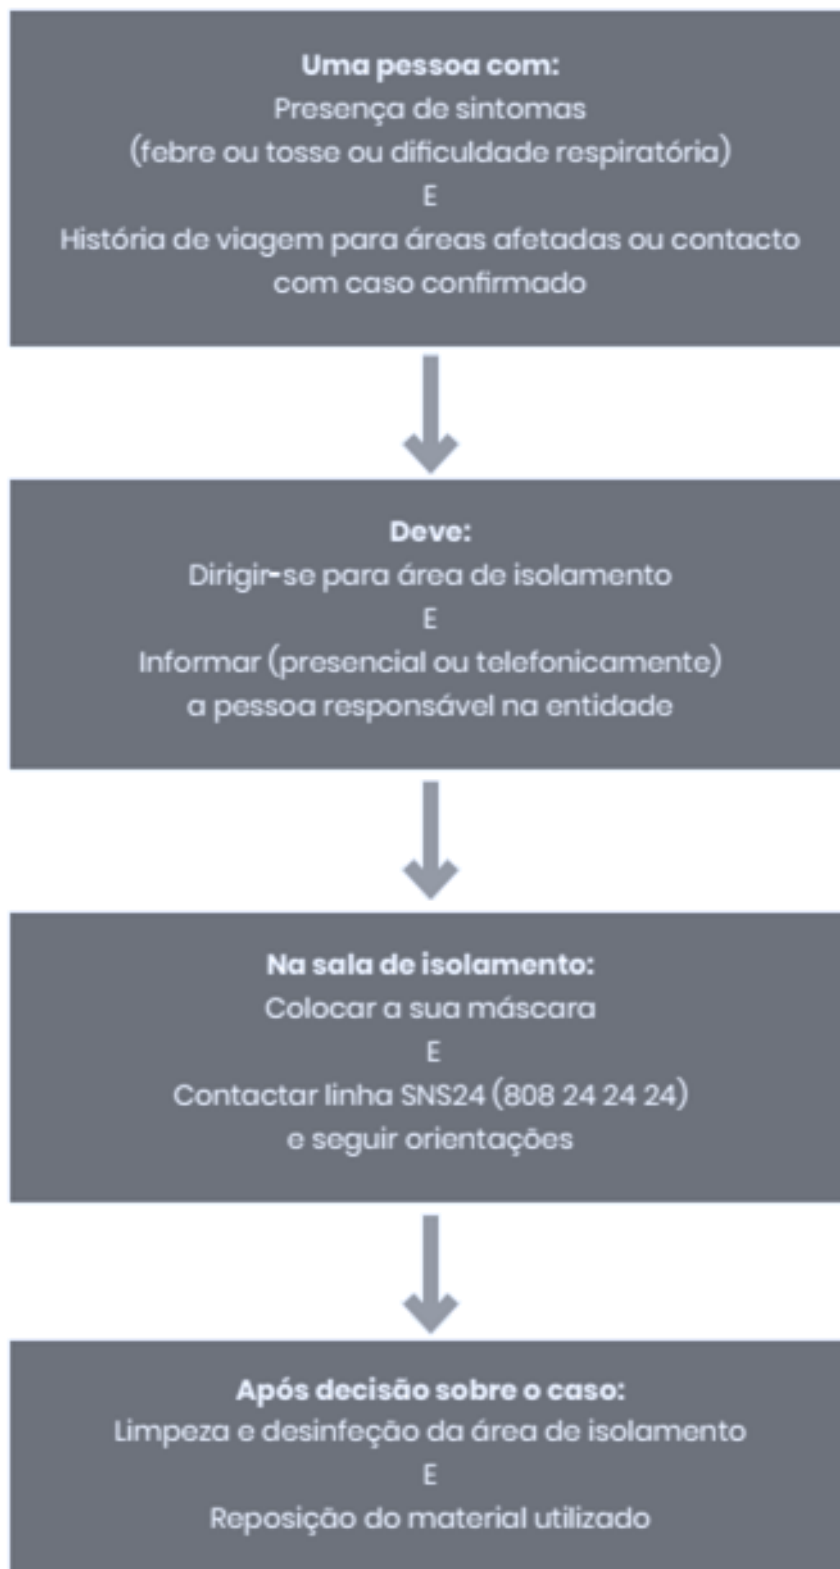 Uma pessoa com:
Presença de sintomas
(febre ou tosse ou dificuldade respiratória)
E
História de viagem para áreas afetadas ou contacto
com caso confirmado
Deve:
Dirigir-se para área de isolamento
E
Informar (presencial ou telefonicamente)
a pessoa responsável na entidade
Na sala de isolamento:
Colocar a sua máscara
E
Contactar linha SNS24 (808 24 24 24)
e seguir orientações
Após decisão sobre o caso:
Limpeza e desinfeção da área de isolamento
E
Reposição do material utilizado